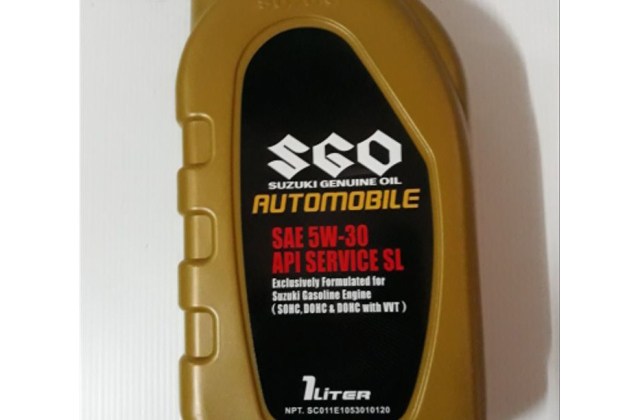 SUZUKI
SGO
SUZUKI GENUINE OIL
AUTOMOBILE
SAE 5W-30
API SERVICE SL
Exclusively Formulated for
Suzuki Gasoline Engine
( SOHC, DOHC & DOHC with VVT )
1LiTER
NPT. SC011E1053010120